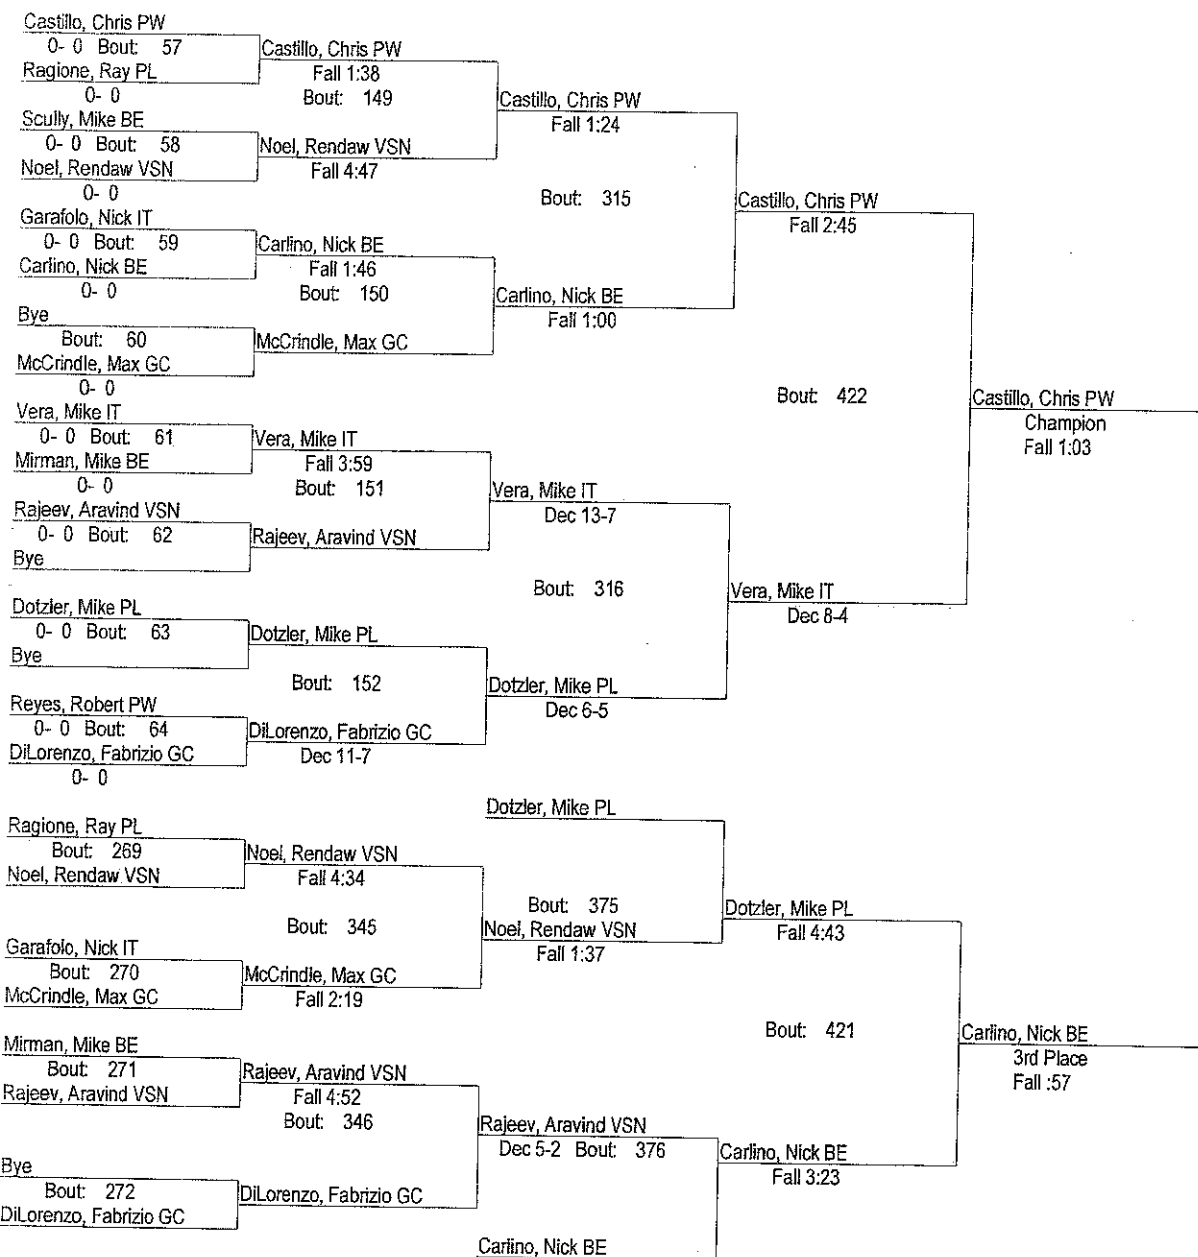 Castillo, Chris PW
0- 0 Bout: 57
Ragione, Ray PL
0- 0
Scully, Mike BE
0- 0 Bout: 58
Noel, Rendaw VSN
0- 0
Garafolo, Nick IT
0- 0 Bout: 59
Carlino, Nick BE
0- 0
Bye
Bout: 60
McCrindle, Max GC
0- 0
Vera, Mike IT
0- 0 Bout: 61
Mirman, Mike BE
0- 0
Rajeev, Aravind VSN
0- 0 Bout: 62
Bye
Dotzler, Mike PL
0- 0 Bout: 63
Bye
Reyes, Robert PW
0- 0 Bout: 64
DiLorenzo, Fabrizio GC
0- 0
Castillo, Chris PW
Fall 1:38
Bout: 149
Noel, Rendaw VSN
Fall 4:47
Carlino, Nick BE
Fall 1:46
Bout: 150
McCrindle, Max GC
Vera, Mike IT
Fall 3:59
Bout: 151
Rajeev, Aravind VSN
Dotzler, Mike PL
Bout: 152
DiLorenzo, Fabrizio GC
Dec 11-7
Castillo, Chris PW
Fall 1:24
Bout: 315
Carlino, Nick BE
Fall 1:00
Vera, Mike IT
Dec 13-7
Bout: 316
Dotzler, Mike PL
Dec 6-5
Castillo, Chris PW
Fall 2:45
Bout: 422
Vera, Mike IT
Dec 8-4
Castillo, Chris PW
Champion
Fall 1:03
Ragione, Ray PL
Bout: 269
Noel, Rendaw VSN
Garafolo, Nick IT
Bout: 270
McCrindle, Max GC
Mirman, Mike BE
Bout: 271
Rajeev, Aravind VSN
Bye
Bout: 272
DiLorenzo, Fabrizio GC
Noel, Rendaw VSN
Fall 4:34
Bout: 345
McCrindle, Max GC
Fall 2:19
Rajeev, Aravind VSN
Fall 4:52
Bout: 346
DiLorenzo, Fabrizio GC
Dotzler, Mike PL
Bout: 375
Noel, Rendaw VSN
Fall 1:37
Rajeev, Aravind VSN
Dec 5-2 Bout: 376
Carlino, Nick BE
Dotzler, Mike PL
Fall 4:43
Bout: 421
Carlino, Nick BE
Fall 3:23
Carlino, Nick BE
3rd Place
Fall :57